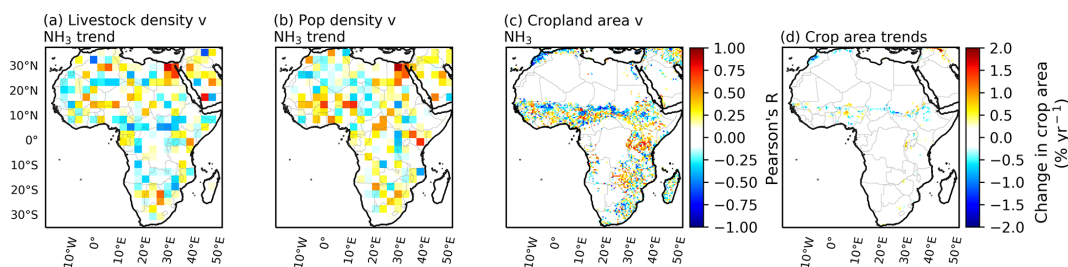 (a) Livestock density v
NH₃ trend
(b) Pop density v
NH₃ trend
(c) Cropland area v
NH₃
(d) Crop area trends
30°N
20°N
10°N
0°
10°S
20°S
30°S
10°W
0°
10°E
20°E
30°E
40°E
50°E
10°W
0°
10°E
20°E
30°E
40°E
50°E
10°W
0°
10°E
20°E
30°E
40°E
50°E
1.00
0.75
0.50
0.25
0.00
−0.25
−0.50
−0.75
−1.00
Pearson's R
10°W
0°
10°E
20°E
30°E
40°E
50°E
2.0
1.5
1.0
0.5
0.0
−0.5
−1.0
−1.5
−2.0
Change in crop area
(% yr⁻¹)